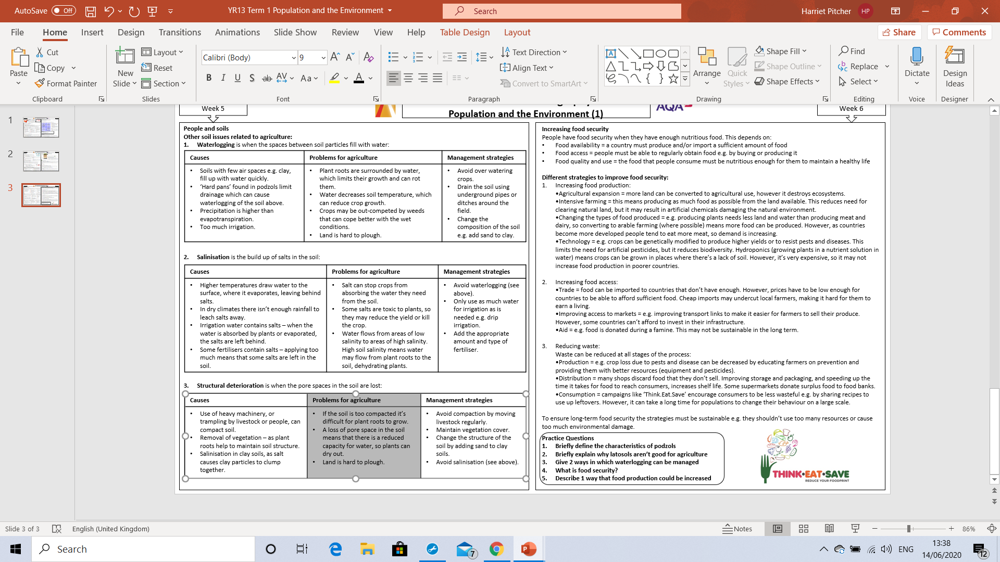 AutoSave Off
YR13 Term 1 Population and the Environment
Search
Harriet Pitcher
HP
File
Home
Insert
Design
Transitions
Animations
Slide Show
Review
View
Help
Table Design
Layout
Share
Comments
Paste
Cut
Copy
Format Painter
Clipboard
New
Slide
Layout
Reset
Section
Slides
Calibri (Body)
9
Font
Text Direction
Align Text
Convert to SmartArt
Paragraph
Arrange
Quick
Styles
Shape Fill
Shape Outline
Shape Effects
Drawing
Find
Replace
Select
Editing
Dictate
Voice
Design
Ideas
Designer
1
2
3
Week 5
Population and the Environment (1)
AQA
Week 6
People and soils
Other soil issues related to agriculture:
1. Waterlogging is when the spaces between soil particles fill with water:
Causes
• Soils with few air spaces e.g. clay,
fill up with water quickly.
• ‘Hard pans’ found in podzols limit
drainage which can cause
waterlogging of the soil above.
• Precipitation is higher than
evapotranspiration.
• Too much irrigation.
Problems for agriculture
• Plant roots are surrounded by water,
which limits their growth and can rot
them.
• Water decreases soil temperature, which
can reduce crop growth.
• Crops may be out-competed by weeds
that can cope better with the wet
conditions.
• Land is hard to plough.
Management strategies
• Avoid over watering
crops.
• Drain the soil using
underground pipes or
ditches around the
field.
• Change the
composition of the soil
e.g. add sand to clay.
2. Salinisation is the build up of salts in the soil:
Causes
• Higher temperatures draw water to the
surface, where it evaporates, leaving behind
salts.
• In dry climates there isn’t enough rainfall to
leach salts away.
• Irrigation water contains salts – when the
water is absorbed by plants or evaporated,
the salts are left behind.
• Some fertilisers contain salts – applying too
much means that some salts are left in the
soil.
Problems for agriculture
• Salt can stop crops from
absorbing the water they need
from the soil.
• Some salts are toxic to plants, so
they may reduce the yield or kill
the crop.
• Water flows from areas of low
salinity to areas of high salinity.
High soil salinity means water
may flow from plant roots to the
soil, dehydrating plants.
Management strategies
• Avoid waterlogging (see
above).
• Only use as much water
for irrigation as is
needed e.g. drip
irrigation.
• Add the appropriate
amount and type of
fertiliser.
3. Structural deterioration is when the pore spaces in the soil are lost:
Causes
• Use of heavy machinery, or
trampling by livestock or people, can
compact soil.
• Removal of vegetation – as plant
roots help to maintain soil structure.
• Salinisation in clay soils, as salt
causes clay particles to clump
together.
Problems for agriculture
• If the soil is too compacted it’s
difficult for plant roots to grow.
• A loss of pore space in the soil
means that there is a reduced
capacity for water, so plants can
dry out.
• Land is hard to plough.
Management strategies
• Avoid compaction by moving
livestock regularly.
• Maintain vegetation cover.
• Change the structure of the
soil by adding sand to clay
soils.
• Avoid salinisation (see above).
Increasing food security
People have food security when they have enough nutritious food. This depends on:
• Food availability = a country must produce and/or import a sufficient amount of food
• Food access = people must be able to regularly obtain food e.g. by buying or producing it
• Food quality and use = the food that people consume must be nutritious enough for them to maintain a healthy life
Different strategies to improve food security:
1. Increasing food production:
•Agricultural expansion = more land can be converted to agricultural use, however it destroys ecosystems.
•Intensive farming = this means producing as much food as possible from the land available. This reduces need for
clearing natural land, but it may result in artificial chemicals damaging the natural environment.
•Changing the types of food produced = e.g. producing plants needs less land and water than producing meat and
dairy, so converting to arable farming (where possible) means more food can be produced. However, as countries
become more developed people tend to eat more meat, so demand is increasing.
•Technology = e.g. crops can be genetically modified to produce higher yields or to resist pests and diseases. This
limits the need for artificial pesticides, but it reduces biodiversity. Hydroponics (growing plants in a nutrient solution in
water) means crops can be grown in places where there’s a lack of soil. However, it’s very expensive, so it may not
increase food production in poorer countries.
2. Increasing food access:
•Trade = food can be imported to countries that don’t have enough. However, prices have to be low enough for
countries to be able to afford sufficient food. Cheap imports may undercut local farmers, making it hard for them to
earn a living.
•Improving access to markets = e.g. improving transport links to make it easier for farmers to sell their produce.
However, some countries can’t afford to invest in their infrastructure.
•Aid = e.g. food is donated during a famine. This may not be sustainable in the long term.
3. Reducing waste:
Waste can be reduced at all stages of the process:
•Production = e.g. crop loss due to pests and disease can be decreased by educating farmers on prevention and
providing them with better resources (equipment and pesticides).
•Distribution = many shops discard food that they don’t sell. Improving storage and packaging, and speeding up the
time it takes for food to reach consumers, increases shelf life. Some supermarkets donate surplus food to food banks.
•Consumption = campaigns like ‘Think.Eat.Save’ encourage consumers to be less wasteful e.g. by sharing recipes to
use up leftovers. However, it can take a long time for populations to change their behaviour on a large scale.
To ensure long-term food security the strategies must be sustainable e.g. they shouldn’t use too many resources or cause
too much environmental damage.
Practice Questions
1. Briefly define the characteristics of podzols
2. Briefly explain why latosols aren’t good for agriculture
3. Give 2 ways in which waterlogging can be managed
4. What is food security?
5. Describe 1 way that food production could be increased
THINK•EAT•SAVE
REDUCE YOUR FOODPRINT
Slide 3 of 3
English (United Kingdom)
Notes
86%
Search
7
ENG
13:38
14/06/2020
12